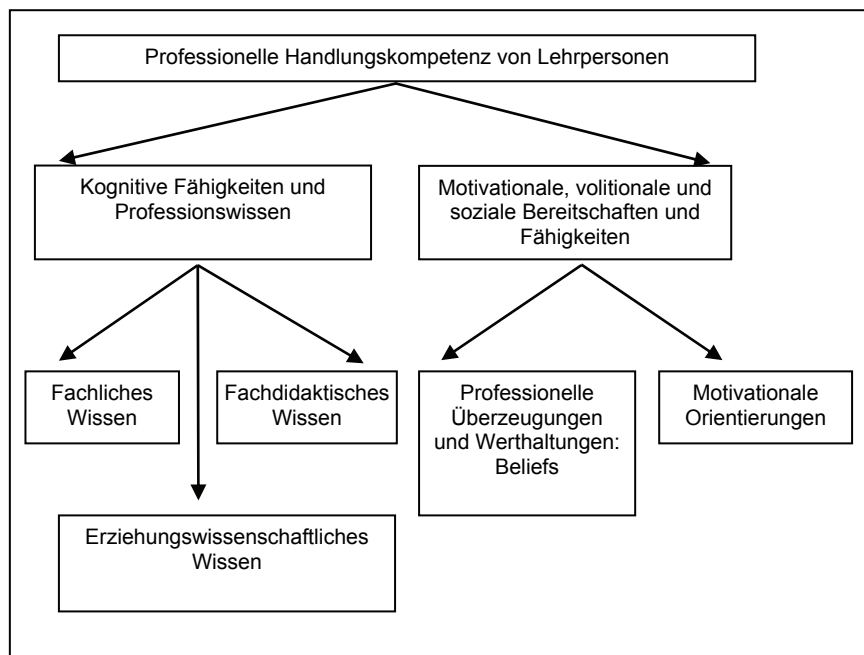 Professionelle Handlungskompetenz von Lehrpersonen
Kognitive Fähigkeiten und
Professionswissen
Motivationale, volitionale und
soziale Bereitschaften und
Fähigkeiten
Fachliches
Wissen
Fachdidaktisches
Wissen
Professionelle
Überzeugungen
und Werthaltungen:
Beliefs
Motivationale
Orientierungen
Erziehungswissenschaftliches
Wissen